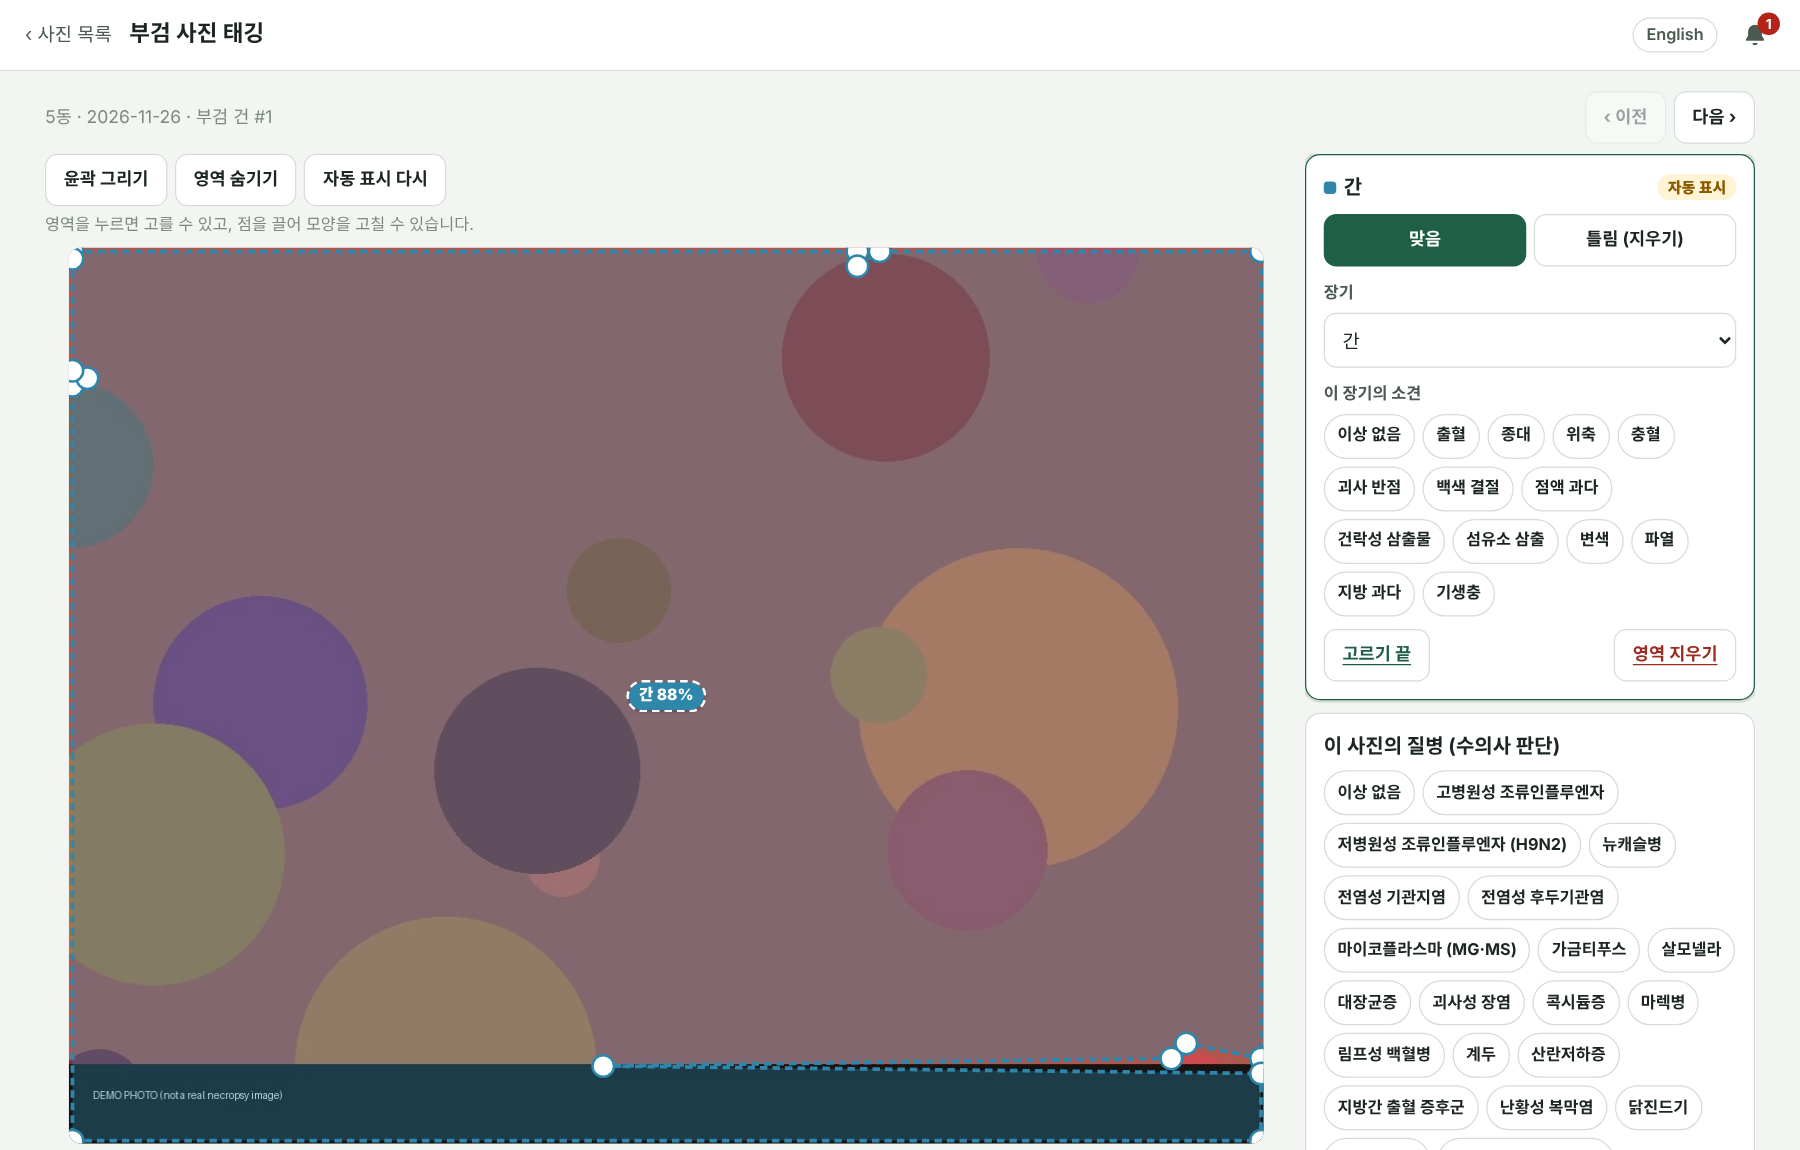 ‹ 사진 목록 부검 사진 태깅 English 1
5동 · 2026-11-26 · 부검 건 #1 ‹ 이전 다음 ›
윤곽 그리기 영역 숨기기 자동 표시 다시
영역을 누르면 고를 수 있고, 점을 끌어 모양을 고칠 수 있습니다.
간 88%
DEMO PHOTO (not a real necropsy image)
간 자동 표시
맞음 틀림 (지우기)
장기
간
이 장기의 소견
이상 없음 출혈 종대 위축 충혈
괴사 반점 백색 결절 점액 과다
건락성 삼출물 섬유소 삼출 변색 파열
지방 과다 기생충
고르기 끝 영역 지우기
이 사진의 질병 (수의사 판단)
이상 없음 고병원성 조류인플루엔자
저병원성 조류인플루엔자 (H9N2) 뉴캐슬병
전염성 기관지염 전염성 후두기관염
마이코플라스마 (MG·MS) 가금티푸스 살모넬라
대장균증 괴사성 장염 콕시듐증 마렉병
림프성 백혈병 계두 산란저하증
지방간 출혈 증후군 난황성 복막염 닭진드기